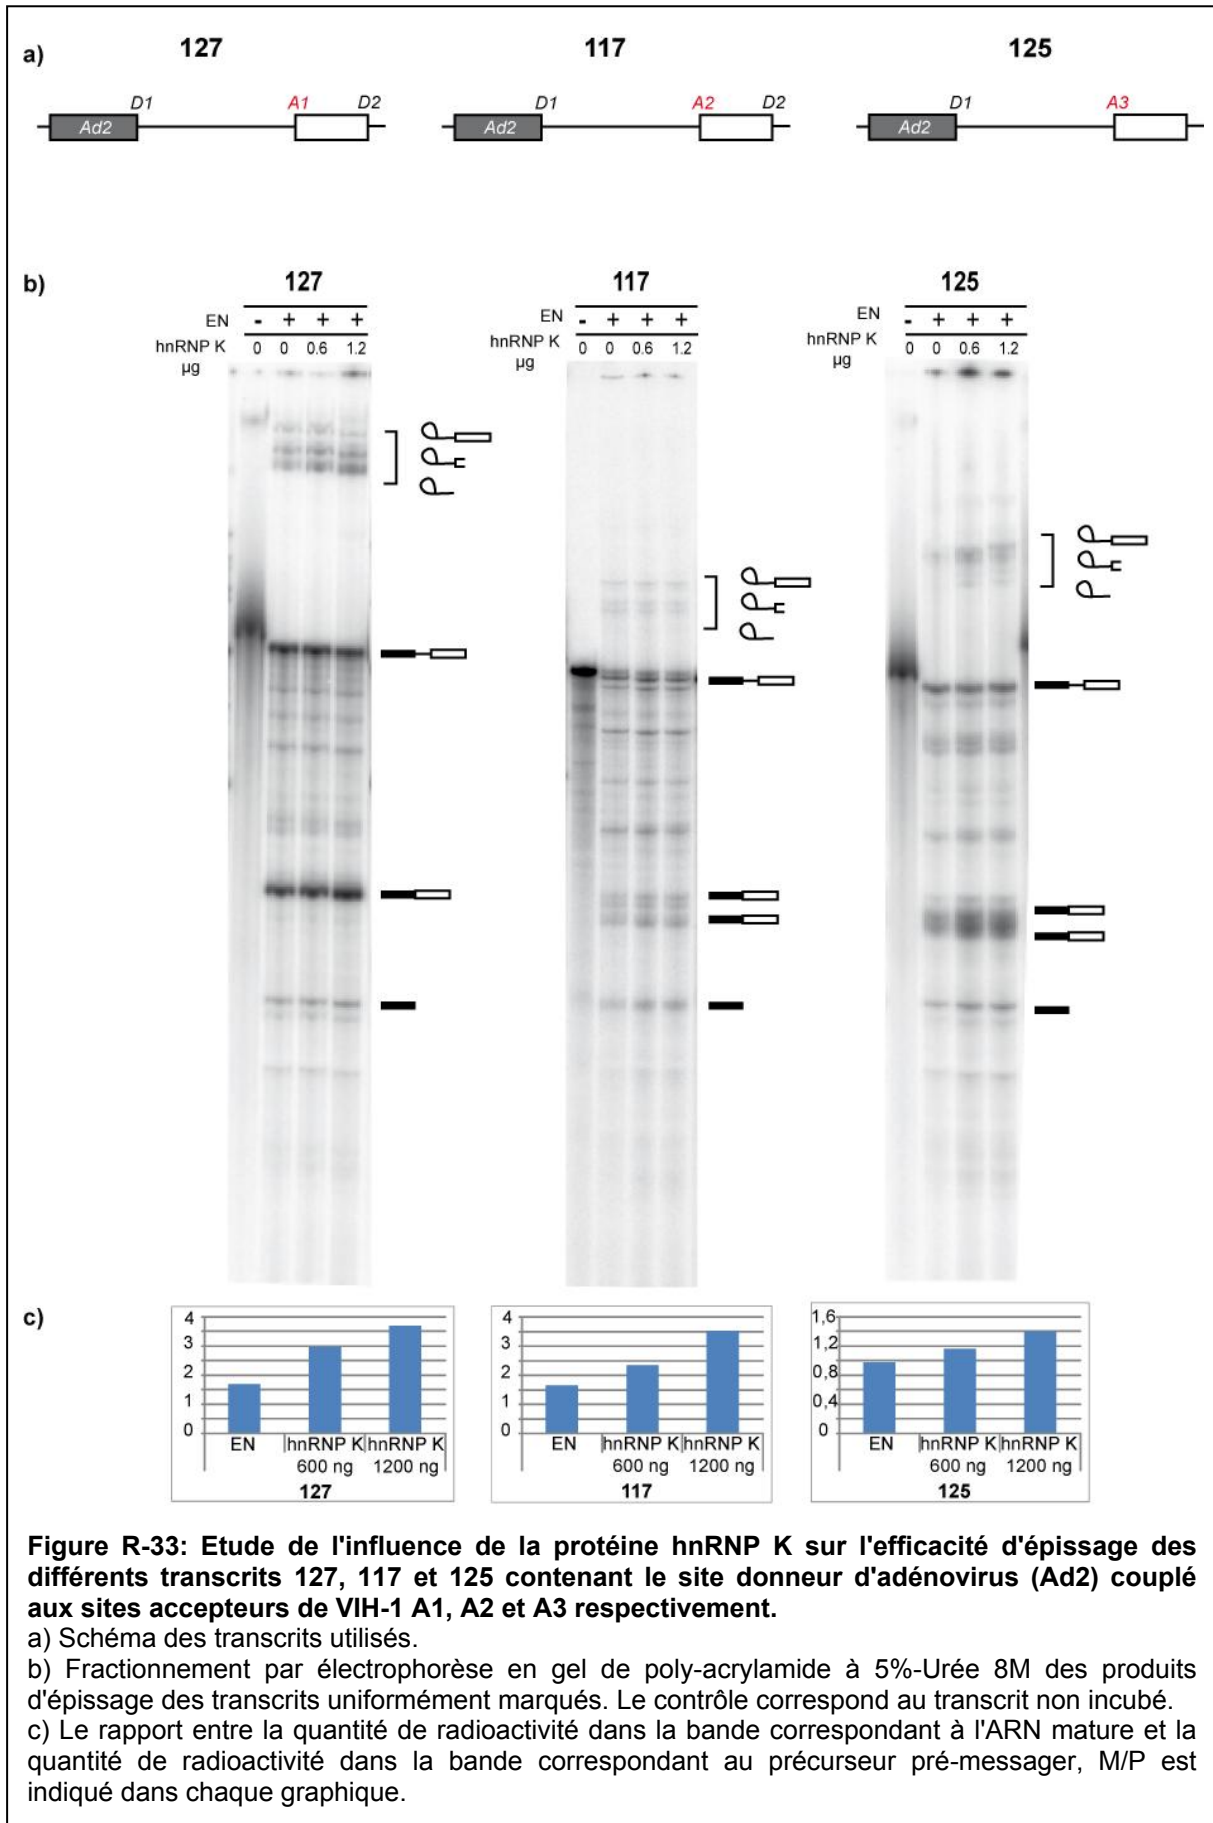 a)
127
117
125
Ad2 D1 A1 D2
Ad2 D1 A2 D2
Ad2 D1 A3
b)
127
EN - + + +
hnRNP K 0 0 0.6 1.2
µg
117
EN - + + +
hnRNP K 0 0 0.6 1.2
µg
125
EN - + + +
hnRNP K 0 0 0.6 1.2
µg
c)
4
3
2
1
0
EN hnRNP K hnRNP K
600 ng 1200 ng
127
4
3
2
1
0
EN hnRNP K hnRNP K
600 ng 1200 ng
117
1,6
1,2
0,8
0,4
0
EN hnRNP K hnRNP K
600 ng 1200 ng
125
Figure R-33: Etude de l'influence de la protéine hnRNP K sur l'efficacité d'épissage des
différents transcrits 127, 117 et 125 contenant le site donneur d'adénovirus (Ad2) couplé
aux sites accepteurs de VIH-1 A1, A2 et A3 respectivement.
a) Schéma des transcrits utilisés.
b) Fractionnement par électrophorèse en gel de poly-acrylamide à 5%-Urée 8M des produits
d'épissage des transcrits uniformément marqués. Le contrôle correspond au transcrit non incubé.
c) Le rapport entre la quantité de radioactivité dans la bande correspondant à l'ARN mature et la
quantité de radioactivité dans la bande correspondant au précurseur pré-messager, M/P est
indiqué dans chaque graphique.